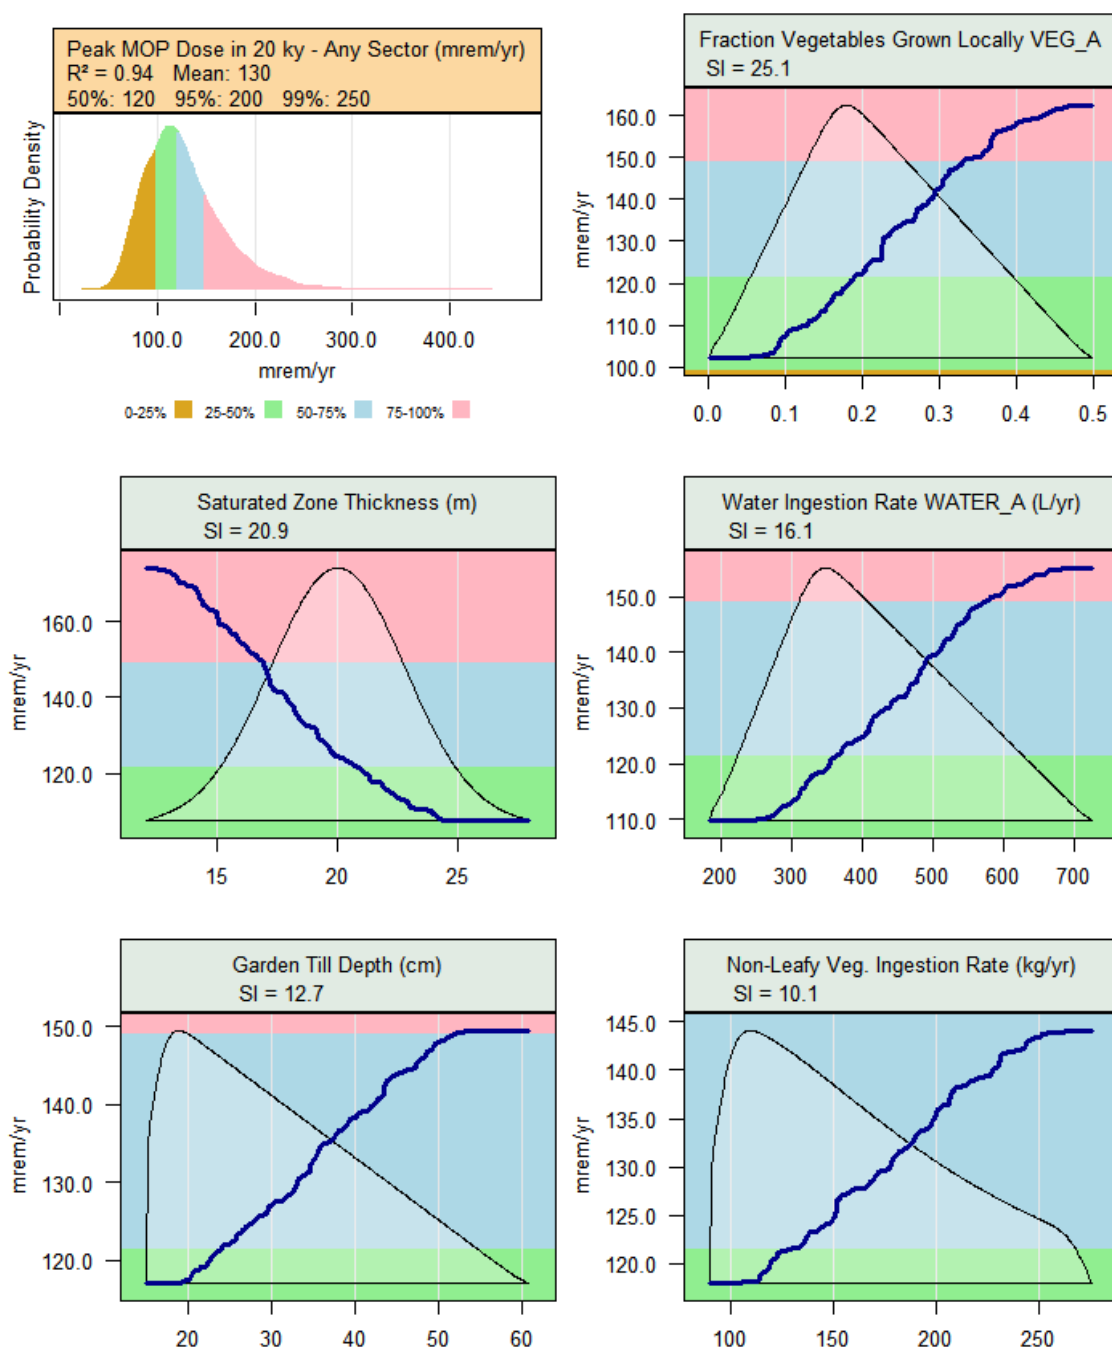 Peak MOP Dose in 20 ky - Any Sector (mrem/yr)
R² = 0.94 Mean: 130
50%: 120 95%: 200 99%: 250
Probability Density
100.0 200.0 300.0 400.0
mrem/yr
0-25% 25-50% 50-75% 75-100%
Fraction Vegetables Grown Locally VEG_A
SI = 25.1
mrem/yr
160.0
150.0
140.0
130.0
120.0
110.0
100.0
0.0 0.1 0.2 0.3 0.4 0.5
Saturated Zone Thickness (m)
SI = 20.9
mrem/yr
160.0
140.0
120.0
15 20 25
Water Ingestion Rate WATER_A (L/yr)
SI = 16.1
mrem/yr
150.0
140.0
130.0
120.0
110.0
200 300 400 500 600 700
Garden Till Depth (cm)
SI = 12.7
mrem/yr
150.0
140.0
130.0
120.0
20 30 40 50 60
Non-Leafy Veg. Ingestion Rate (kg/yr)
SI = 10.1
mrem/yr
145.0
140.0
135.0
130.0
125.0
120.0
100 150 200 250